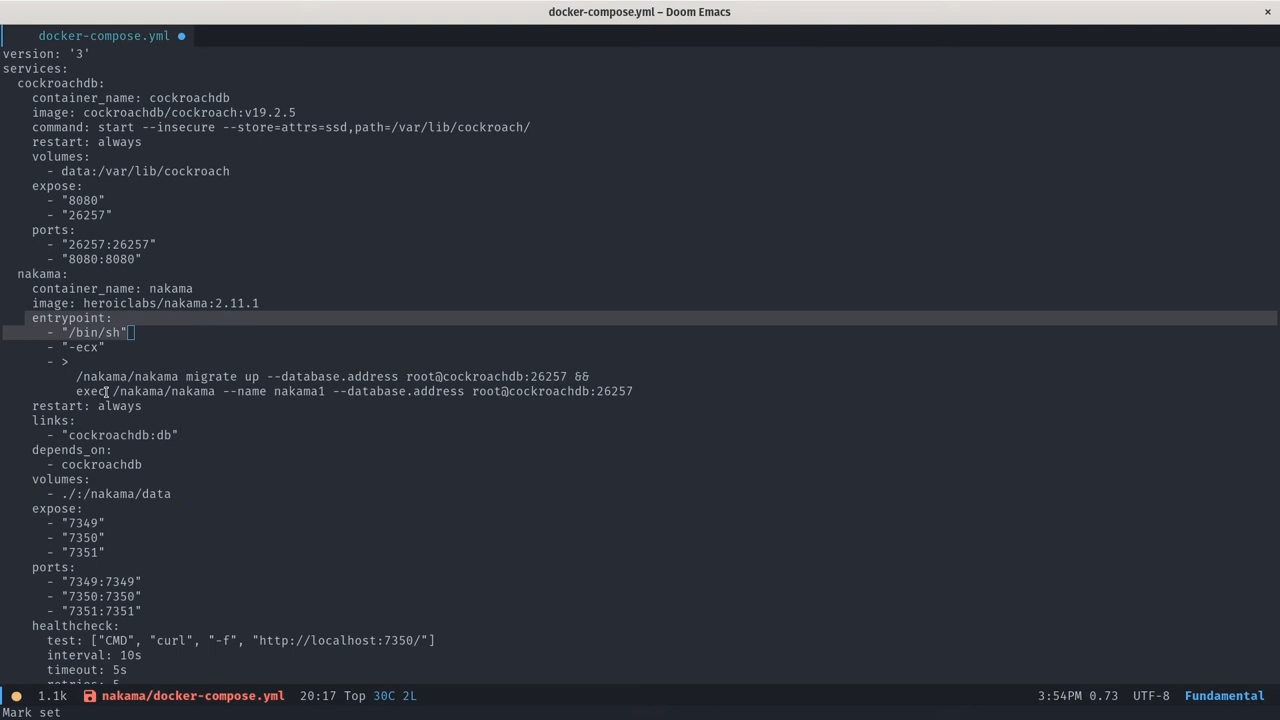 docker-compose.yml – Doom Emacs ×
docker-compose.yml ●
version: '3'
services:
  cockroachdb:
    container_name: cockroachdb
    image: cockroachdb/cockroach:v19.2.5
    command: start --insecure --store=attrs=ssd,path=/var/lib/cockroach/
    restart: always
    volumes:
      - data:/var/lib/cockroach
    expose:
      - "8080"
      - "26257"
    ports:
      - "26257:26257"
      - "8080:8080"
  nakama:
    container_name: nakama
    image: heroiclabs/nakama:2.11.1
    entrypoint:
      - "/bin/sh"
      - "-ecx"
      - >
          /nakama/nakama migrate up --database.address root@cockroachdb:26257 &&
          exec /nakama/nakama --name nakama1 --database.address root@cockroachdb:26257
    restart: always
    links:
      - "cockroachdb:db"
    depends_on:
      - cockroachdb
    volumes:
      - ./:/nakama/data
    expose:
      - "7349"
      - "7350"
      - "7351"
    ports:
      - "7349:7349"
      - "7350:7350"
      - "7351:7351"
    healthcheck:
      test: ["CMD", "curl", "-f", "http://localhost:7350/"]
      interval: 10s
      timeout: 5s
      retries: 5
1.1k nakama/docker-compose.yml 20:17 Top 30C 2L 3:54PM 0.73 UTF-8 Fundamental
Mark set